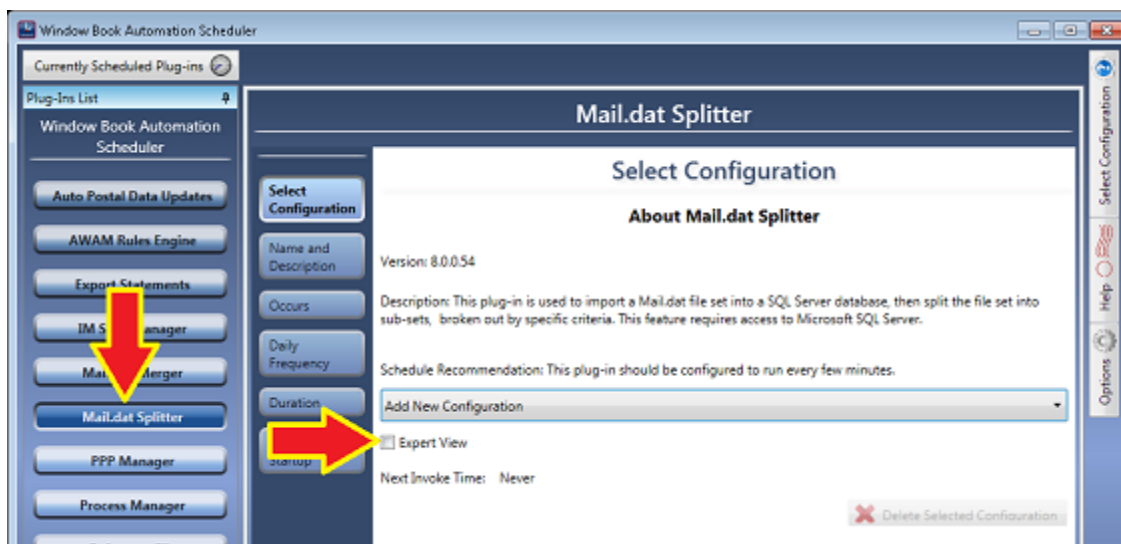 Window Book Automation Scheduler
Currently Scheduled Plug-ins
Plug-Ins List
Window Book Automation
Scheduler
Auto Postal Data Updates
AWAM Rules Engine
Export Statements
IM
anager
Merger
Mail.dat Splitter
PPP Manager
Process Manager
Mail.dat Splitter
Select
Configuration
Name and
Description
Occurs
Daily
Frequency
Duration
Startup
Select Configuration
About Mail.dat Splitter
Version: 8.0.0.54
Description: This plug-in is used to import a Mail.dat file set into a SQL Server database, then split the file set into
sub-sets, broken out by specific criteria. This feature requires access to Microsoft SQL Server.
Schedule Recommendation: This plug-in should be configured to run every few minutes.
Add New Configuration
Expert View
Next Invoke Time: Never
Delete Selected Configuration
Select Configuration
Help
Options